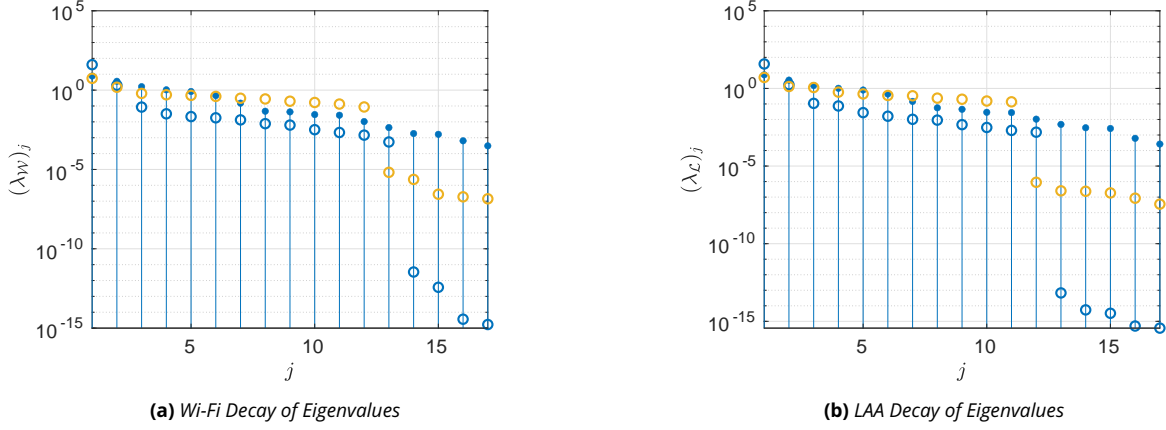 10^5
10^0
10^-5
10^-10
10^-15
(λ_𝒲)_j
5
10
15
j
(a) Wi-Fi Decay of Eigenvalues
10^5
10^0
10^-5
10^-10
10^-15
(λ_ℒ)_j
5
10
15
j
(b) LAA Decay of Eigenvalues